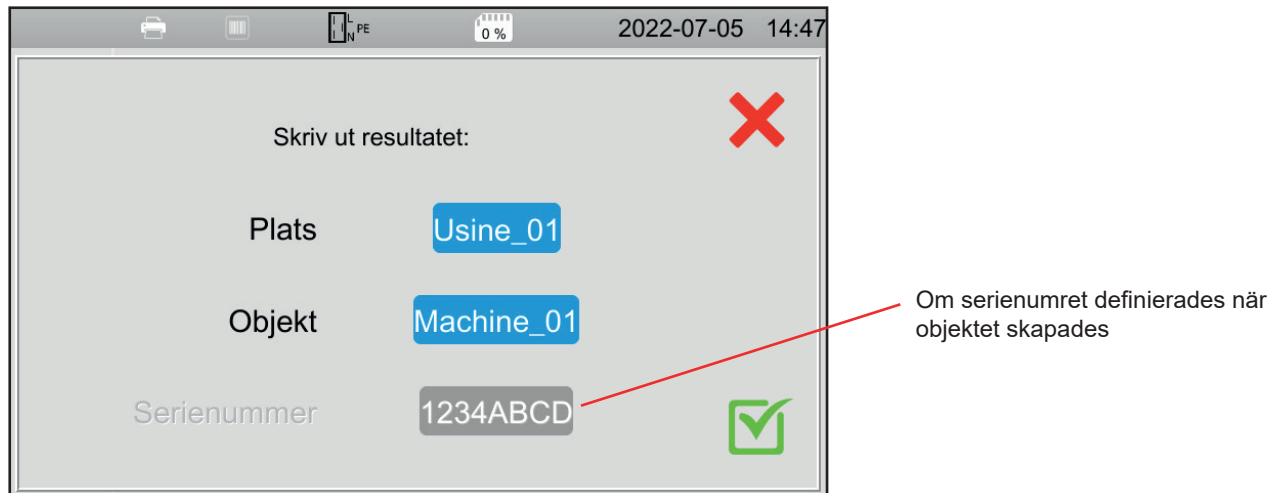 L
N PE
0 %
2022-07-05 14:47
Skriv ut resultatet:
Plats Usine_01
Objekt Machine_01
Serienummer 1234ABCD
Om serienumret definierades när
objektet skapades